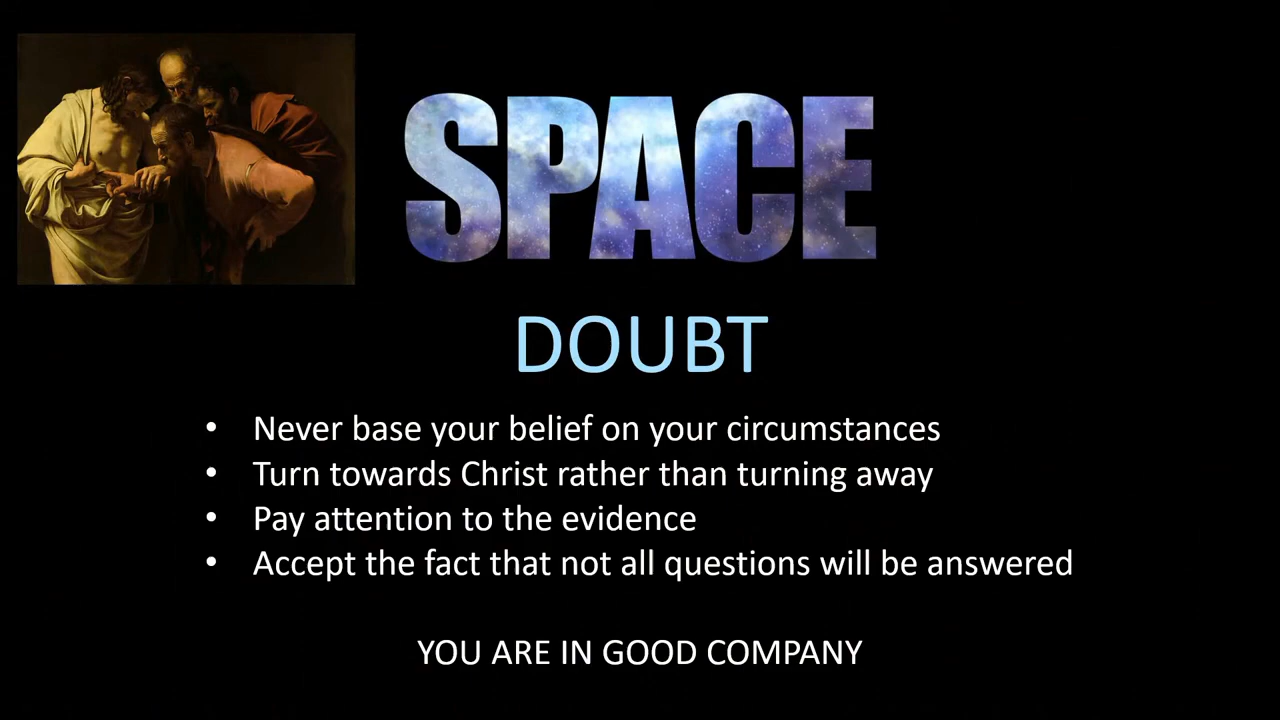 SPACE
DOUBT
• Never base your belief on your circumstances
• Turn towards Christ rather than turning away
• Pay attention to the evidence
• Accept the fact that not all questions will be answered
YOU ARE IN GOOD COMPANY